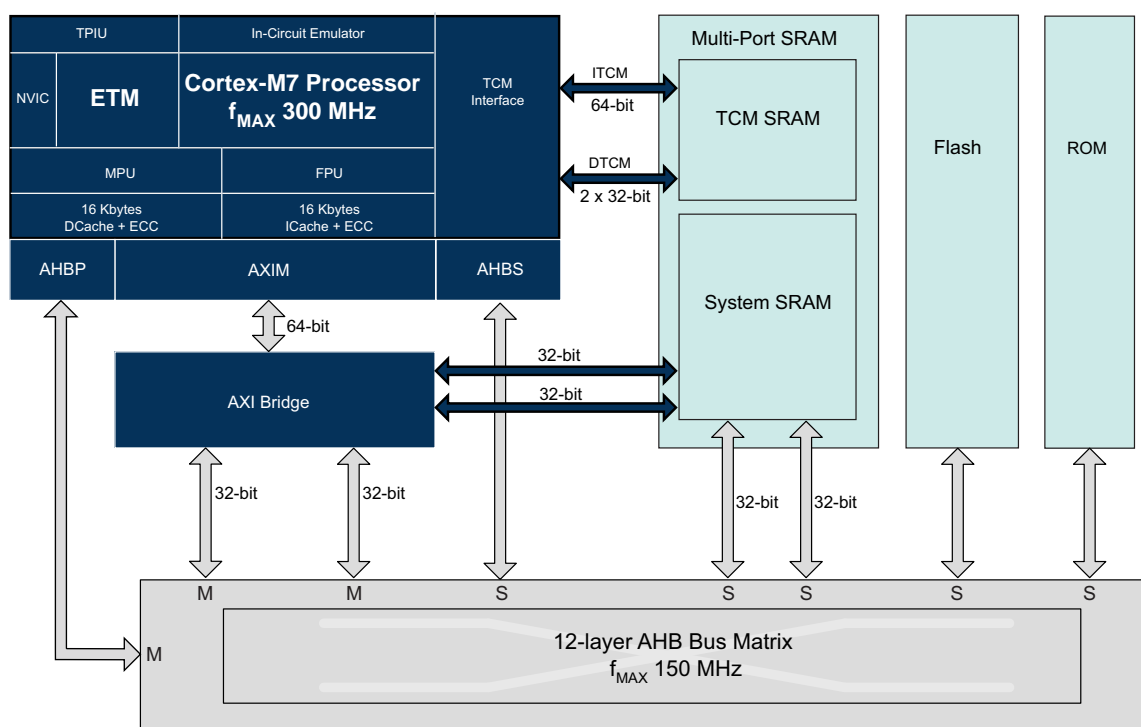 TPIU
In-Circuit Emulator
NVIC
ETM
Cortex-M7 Processor
fMAX 300 MHz
TCM
Interface
MPU
FPU
16 Kbytes
DCache + ECC
16 Kbytes
ICache + ECC
AHBP
AXIM
AHBS
ITCM
64-bit
DTCM
2 x 32-bit
Multi-Port SRAM
TCM SRAM
System SRAM
Flash
ROM
64-bit
AXI Bridge
32-bit
32-bit
32-bit
32-bit
32-bit
32-bit
M
M
S
S
S
S
S
M
12-layer AHB Bus Matrix
fMAX 150 MHz